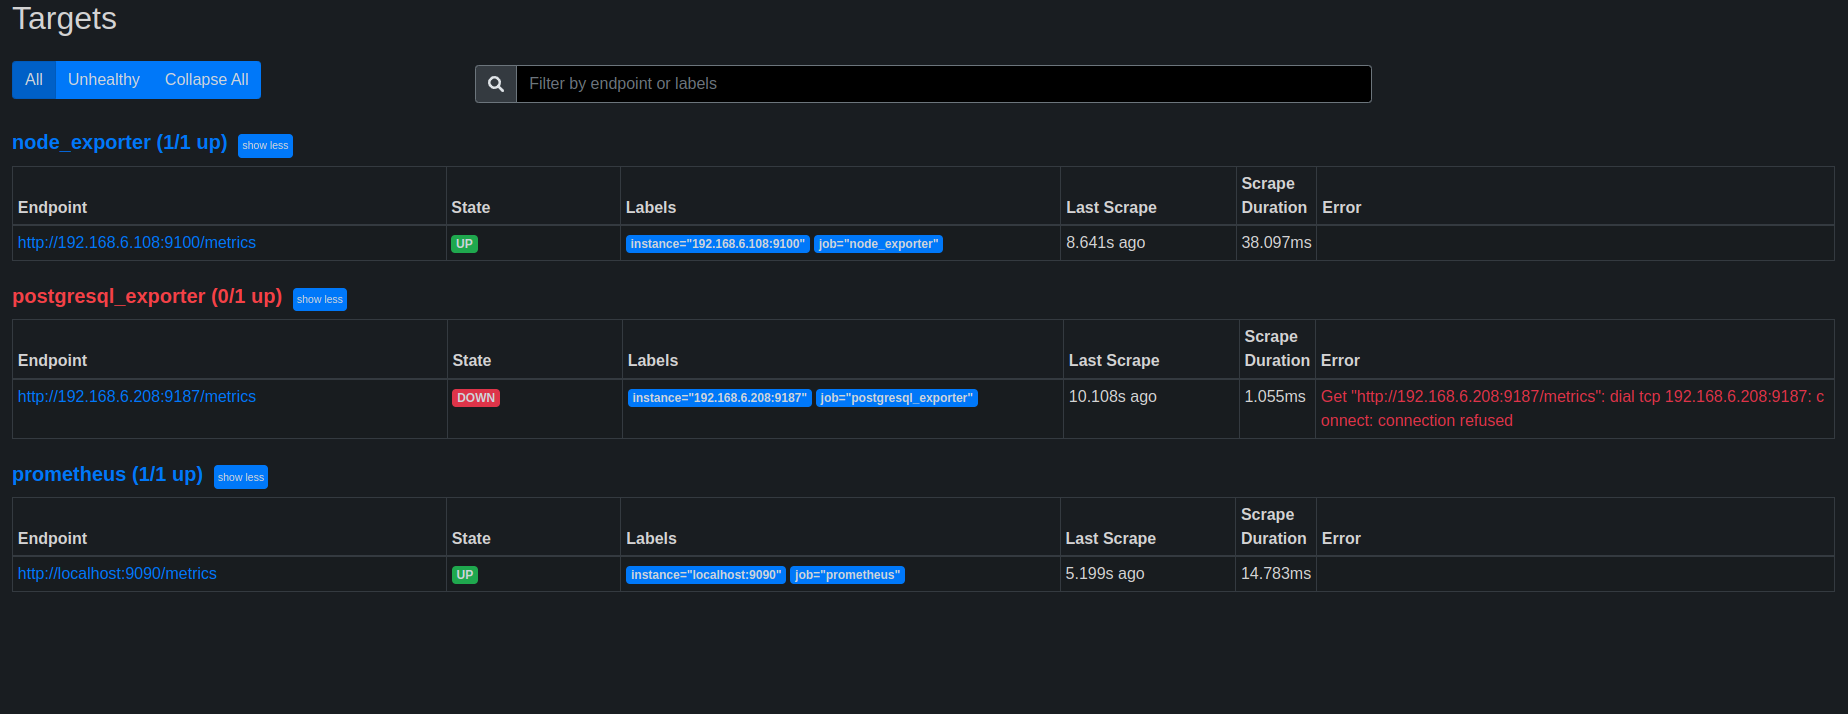 Targets
All Unhealthy Collapse All
Filter by endpoint or labels
node_exporter (1/1 up) show less
Endpoint State Labels Last Scrape Scrape Duration Error
http://192.168.6.108:9100/metrics UP instance="192.168.6.108:9100" job="node_exporter" 8.641s ago 38.097ms
postgresql_exporter (0/1 up) show less
Endpoint State Labels Last Scrape Scrape Duration Error
http://192.168.6.208:9187/metrics DOWN instance="192.168.6.208:9187" job="postgresql_exporter" 10.108s ago 1.055ms Get "http://192.168.6.208:9187/metrics": dial tcp 192.168.6.208:9187: c
onnect: connection refused
prometheus (1/1 up) show less
Endpoint State Labels Last Scrape Scrape Duration Error
http://localhost:9090/metrics UP instance="localhost:9090" job="prometheus" 5.199s ago 14.783ms